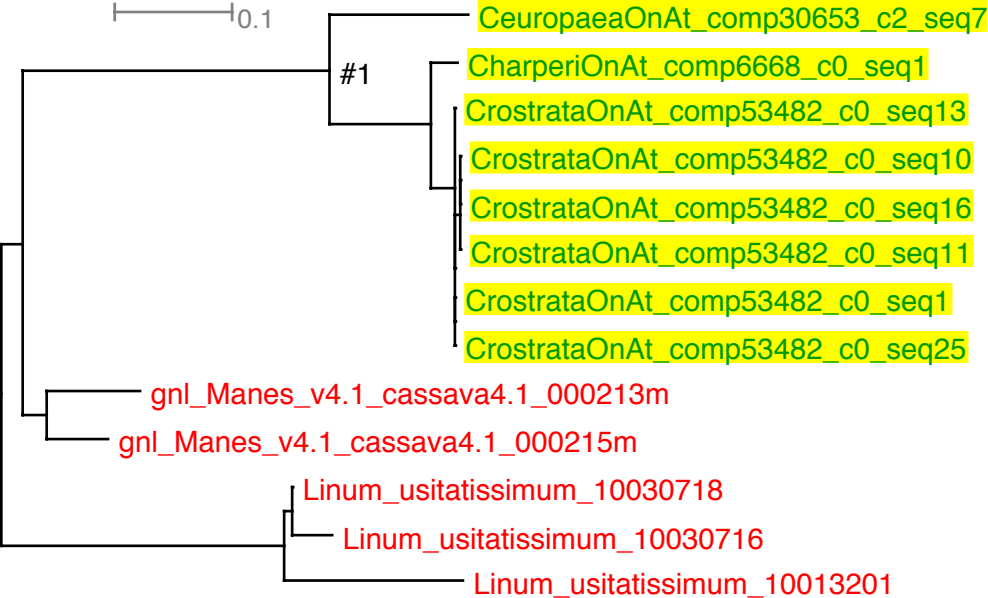 0.1
CeuropaeaOnAt_comp30653_c2_seq7
#1
CharperiOnAt_comp6668_c0_seq1
CrostrataOnAt_comp53482_c0_seq13
CrostrataOnAt_comp53482_c0_seq10
CrostrataOnAt_comp53482_c0_seq16
CrostrataOnAt_comp53482_c0_seq11
CrostrataOnAt_comp53482_c0_seq1
CrostrataOnAt_comp53482_c0_seq25
gnl_Manes_v4.1_cassava4.1_000213m
gnl_Manes_v4.1_cassava4.1_000215m
Linum_usitatissimum_10030718
Linum_usitatissimum_10030716
Linum_usitatissimum_10013201